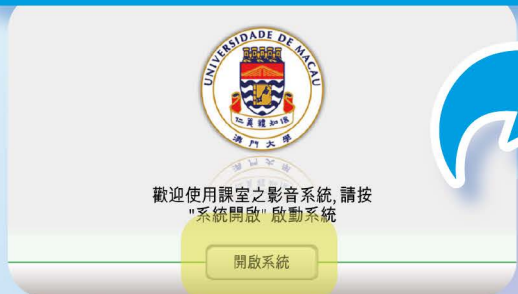 UNIVERSIDADE DE MACAU
仁義禮知信
澳門大學
歡迎使用課室之影音系統,請按
"系統開啟" 啟動系統
開啟系統